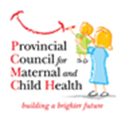 Provincial
Council for
Maternal and
Child Health
building a brighter future